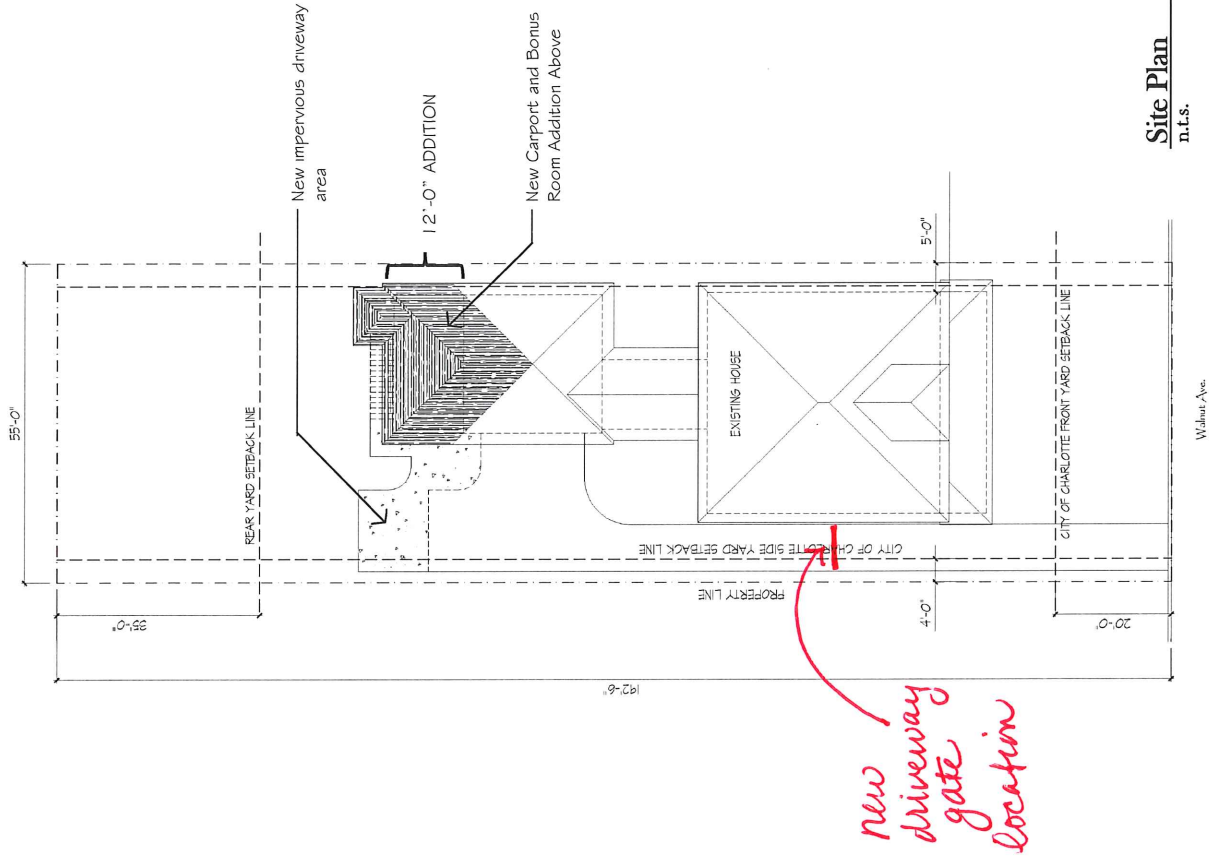 55'-0"
New impervious driveway
area
REAR YARD SETBACK LINE
35'-0"
12'-0" ADDITION
New Carport and Bonus
Room Addition Above
EXISTING HOUSE
192'-6"
PROPERTY LINE
CITY OF CHARLOTTE SIDE YARD SETBACK LINE
5'-0"
4'-0"
CITY OF CHARLOTTE FRONT YARD SETBACK LINE
20'-0"
new
driveway
gate
location
Walnut Ave.
Site Plan
n.t.s.